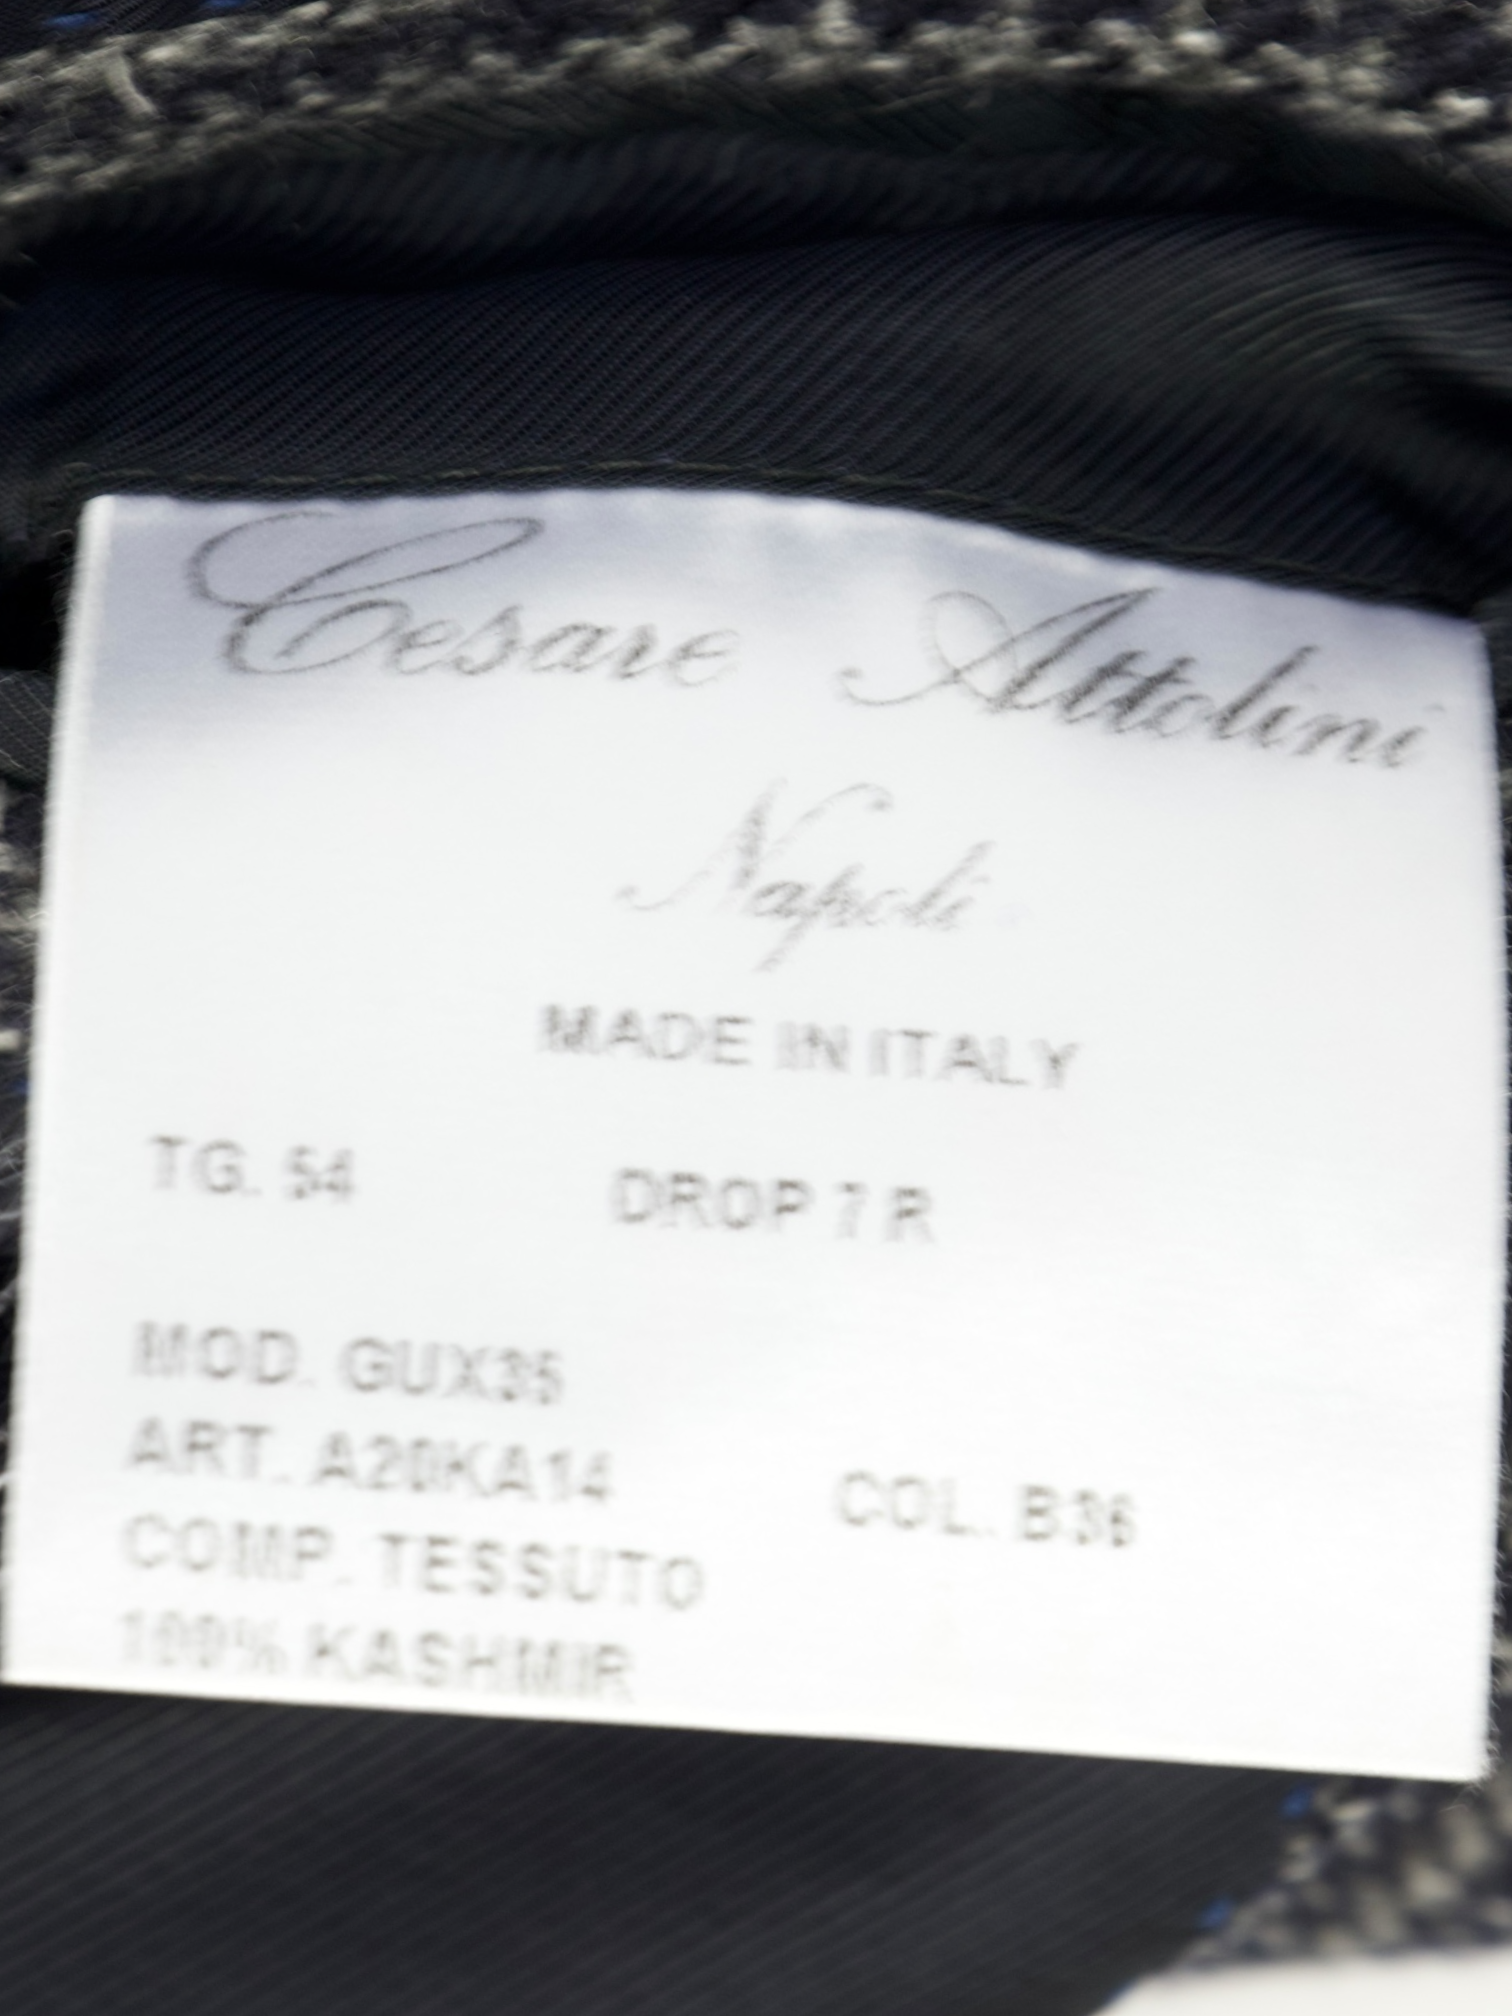 Cesare Attolini
Napoli
MADE IN ITALY
TG. 54 DROP 7 R
MOD. GUX35
ART. A20KA14 COL. B36
COMP. TESSUTO
100% KASHMIR